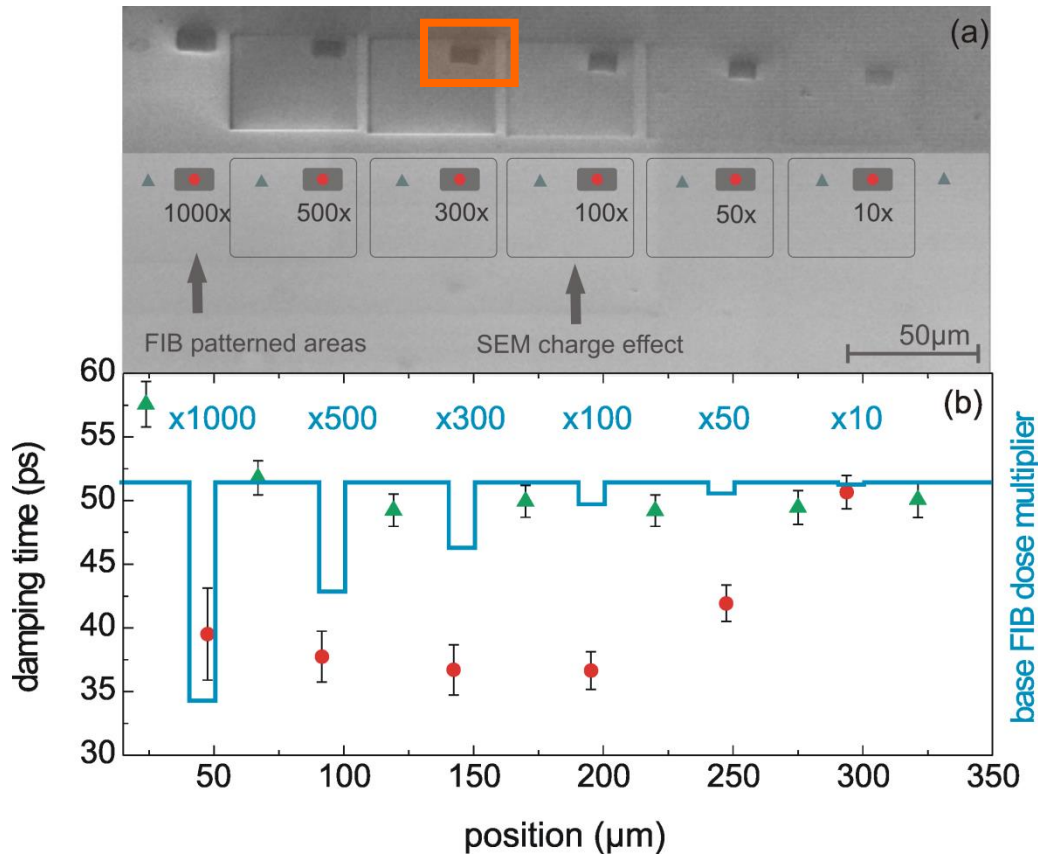 (a)
1000x 500x 300x 100x 50x 10x
FIB patterned areas SEM charge effect 50µm
(b)
x1000 x500 x300 x100 x50 x10
60
55
50
45
40
35
30
damping time (ps)
base FIB dose multiplier
50 100 150 200 250 300 350
position (µm)